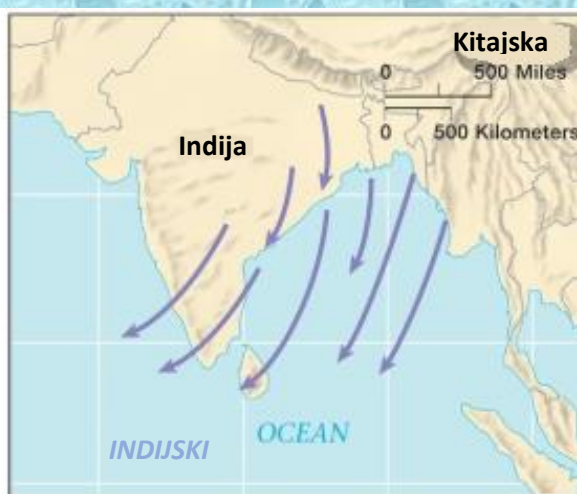 Kitajska
0 500 Miles
Indija
0 500 Kilometers
OCEAN
INDIJSKI